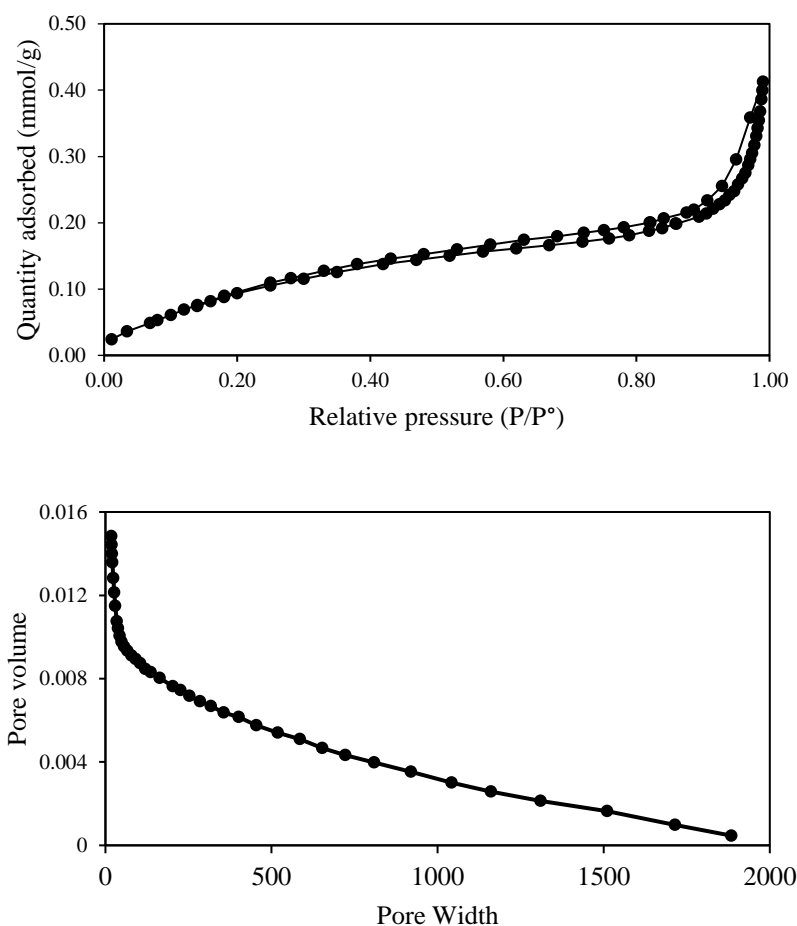 0.50
0.40
0.30
0.20
0.10
0.00
Quantity adsorbed (mmol/g)
0.00 0.20 0.40 0.60 0.80 1.00
Relative pressure (P/P°)
0.016
0.012
0.008
0.004
0
Pore volume
0 500 1000 1500 2000
Pore Width